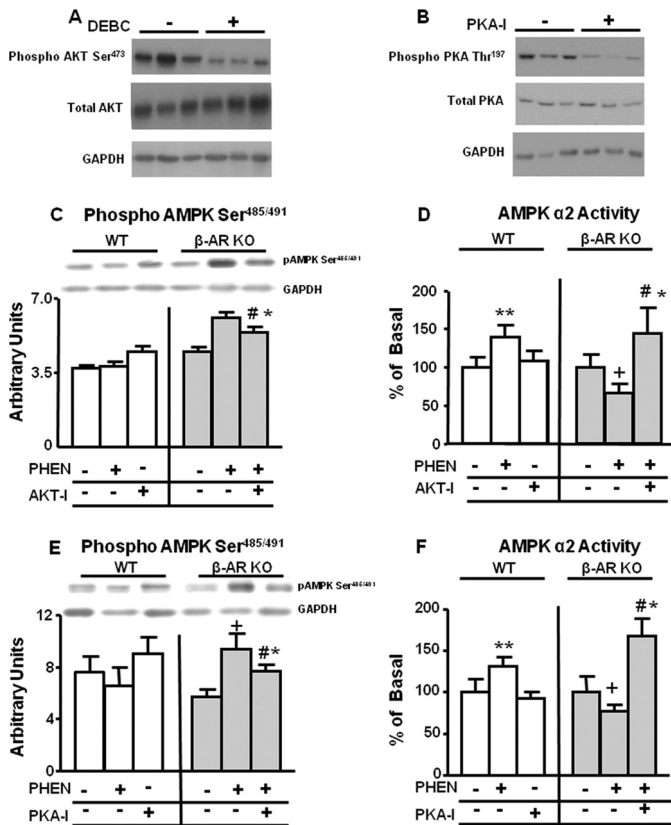 A
DEBC - +
Phospho AKT Ser473
Total AKT
GAPDH
B
PKA-I - +
Phospho PKA Thr197
Total PKA
GAPDH
C Phospho AMPK Ser485/491
WT β-AR KO
pAMPK Ser485/491
GAPDH
Arbitrary Units
7.0
3.5
0
# *
PHEN - + - - + +
AKT-I - - + - - +
D AMPK α2 Activity
WT β-AR KO
% of Basal
200
150
100
50
0
** + # *
PHEN - + - - + +
AKT-I - - + - - +
E Phospho AMPK Ser485/491
WT β-AR KO
pAMPK Ser485/491
GAPDH
Arbitrary Units
12
8
4
0
+ #*
PHEN - + - - + +
PKA-I - - + - - +
F AMPK α2 Activity
WT β-AR KO
% of Basal
200
150
100
50
0
** + #*
PHEN - + - - + +
PKA-I - - + - - +